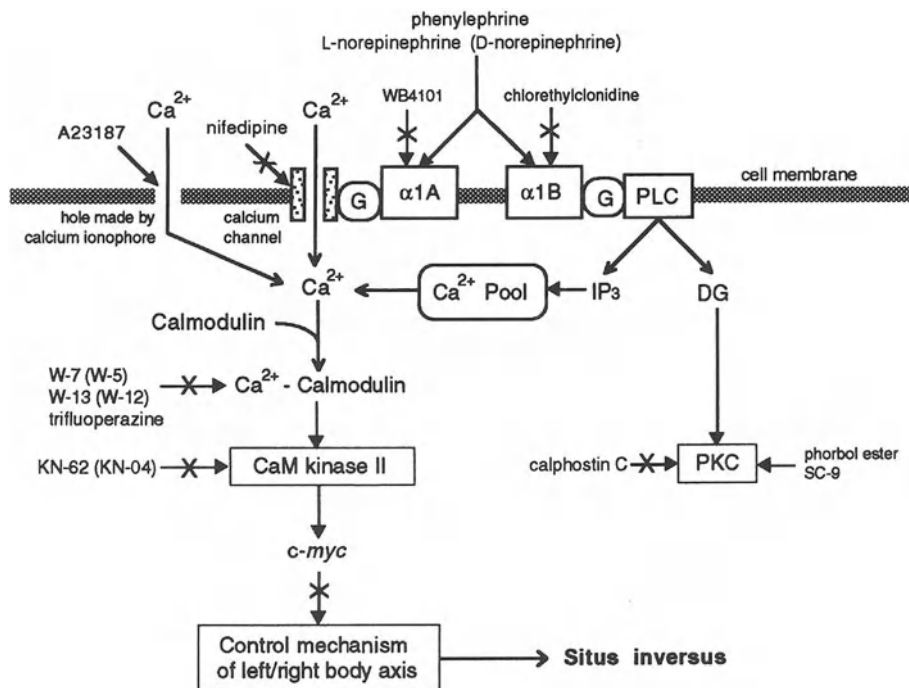 phenylephrine
L-norepinephrine (D-norepinephrine)
Ca2+
Ca2+
WB4101
chlorethylclonidine
A23187
nifedipine
cell membrane
G
α1A
α1B
G
PLC
hole made by
calcium ionophore
calcium
channel
Ca2+
Ca2+ Pool
IP3
DG
Calmodulin
W-7 (W-5)
W-13 (W-12)
trifluoperazine
Ca2+ - Calmodulin
KN-62 (KN-04)
CaM kinase II
calphostin C
PKC
phorbol ester
SC-9
c-myc
Control mechanism
of left/right body axis
Situs inversus